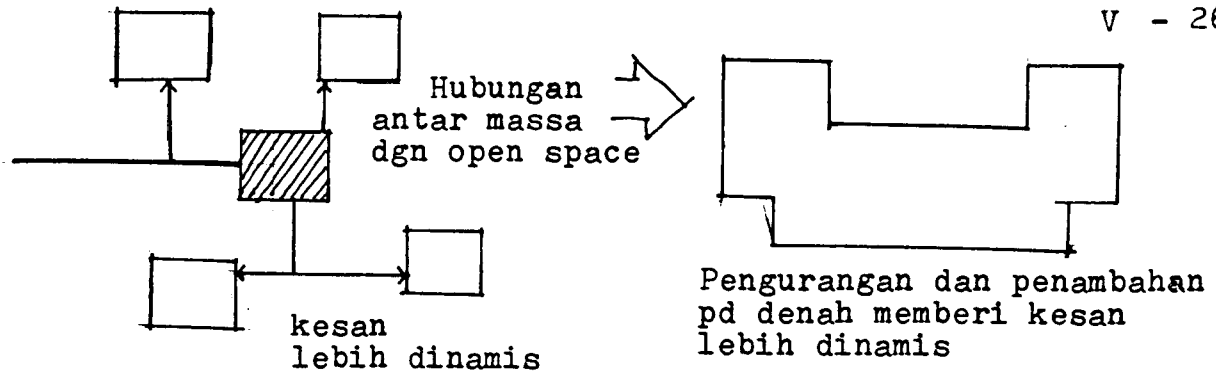 V - 26
Hubungan
antar massa
dgn open space
kesan
lebih dinamis
Pengurangan dan penambahan
pd denah memberi kesan
lebih dinamis